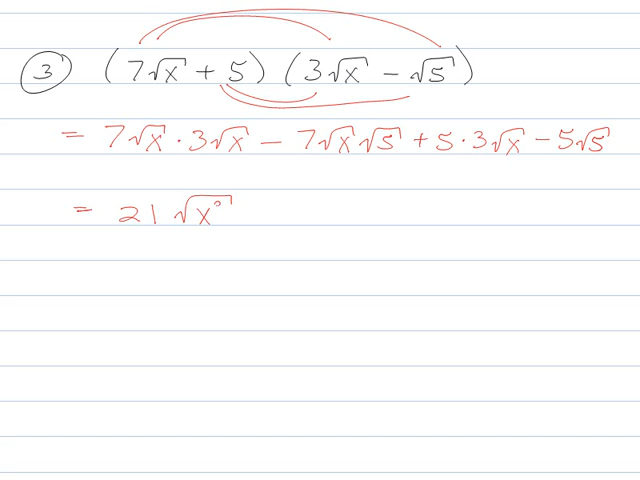 ③ (7√x + 5) (3√x - √5)
= 7√x · 3√x - 7√x√5 + 5 · 3√x - 5√5
= 21 √x²